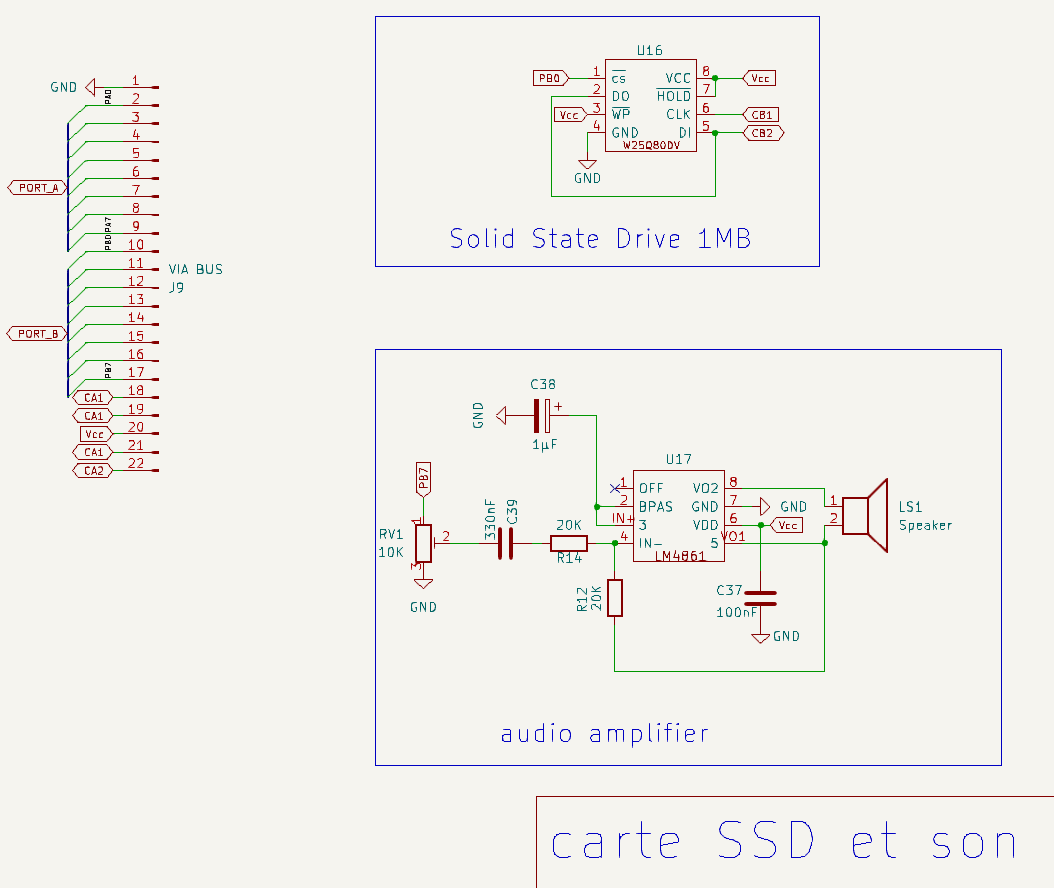 GND
1
PA0
2
3
4
5
6
PORT_A
7
8
PA7
9
PB0
10
11
VIA BUS
12
J9
13
14
PORT_B
15
16
PB7
17
CA1 18
CA1 19
Vcc 20
CA1 21
CA2 22
U16
PB0 1 CS VCC 8 Vcc
2 DO HOLD 7
Vcc 3 WP CLK 6 CB1
4 GND DI 5 CB2
W25Q80DV
GND
Solid State Drive 1MB
C38
GND
+
1µF
U17
PB7
1 OFF VO2 8
2 BPAS GND 7 GND
IN+ 3 VDD 6 Vcc
4 IN- 5 VO1
LM4861
1
2
LS1
Speaker
RV1
10K
1
2
3
GND
330nF
C39
20K
R14
R12
20K
C37
100nF
GND
audio amplifier
carte SSD et son